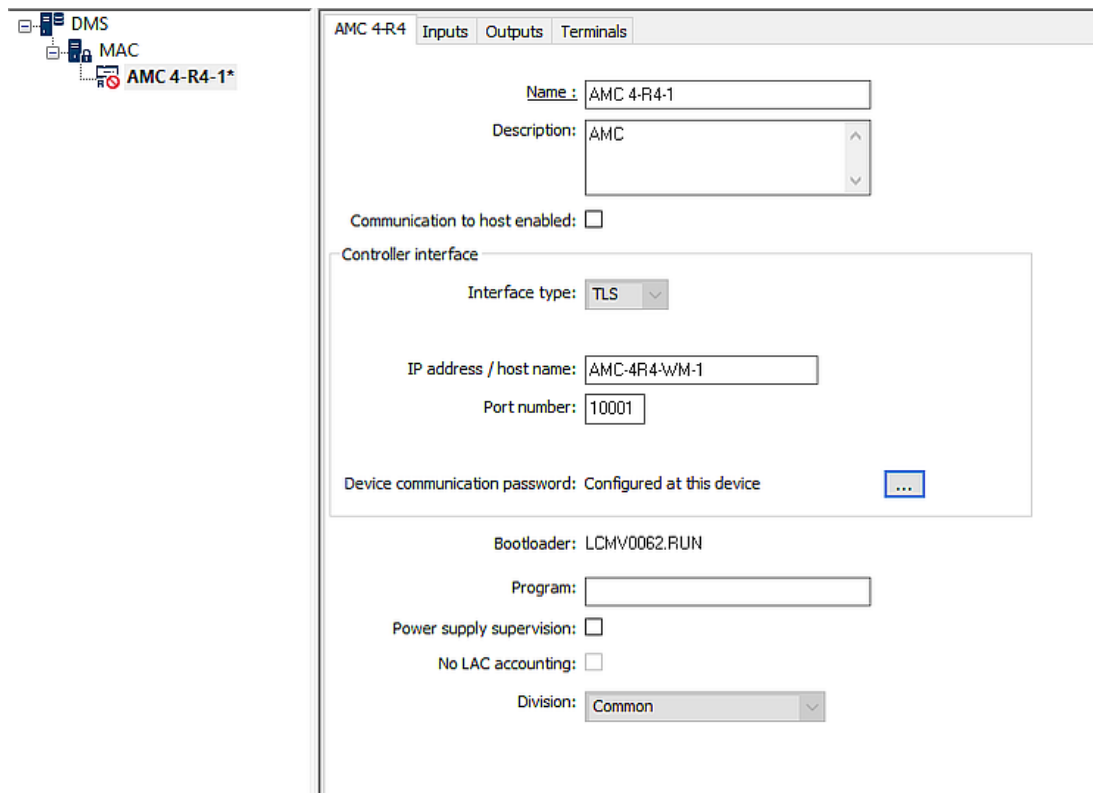 DMS
MAC
AMC 4-R4-1*
AMC 4-R4 Inputs Outputs Terminals
Name : AMC 4-R4-1
Description: AMC
Communication to host enabled:
Controller interface
Interface type: TLS
IP address / host name: AMC-4R4-WM-1
Port number: 10001
Device communication password: Configured at this device ...
Bootloader: LCMV0062.RUN
Program:
Power supply supervision:
No LAC accounting:
Division: Common